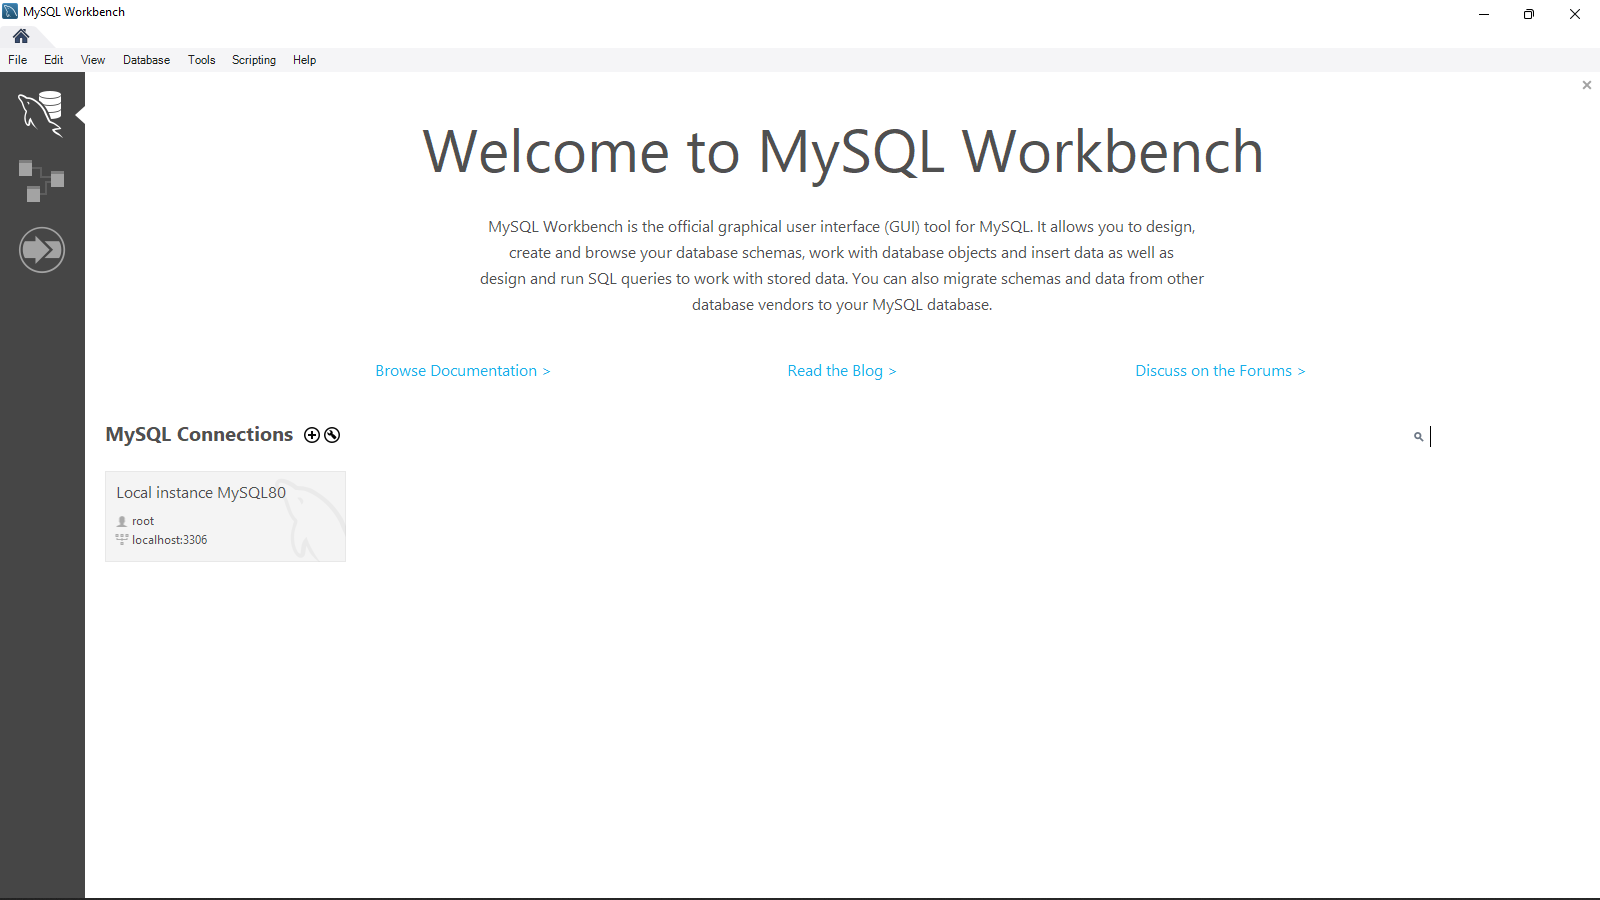 MySQL Workbench
File Edit View Database Tools Scripting Help
Welcome to MySQL Workbench
MySQL Workbench is the official graphical user interface (GUI) tool for MySQL. It allows you to design,
create and browse your database schemas, work with database objects and insert data as well as
design and run SQL queries to work with stored data. You can also migrate schemas and data from other
database vendors to your MySQL database.
Browse Documentation > Read the Blog > Discuss on the Forums >
MySQL Connections
Local instance MySQL80
root
localhost:3306